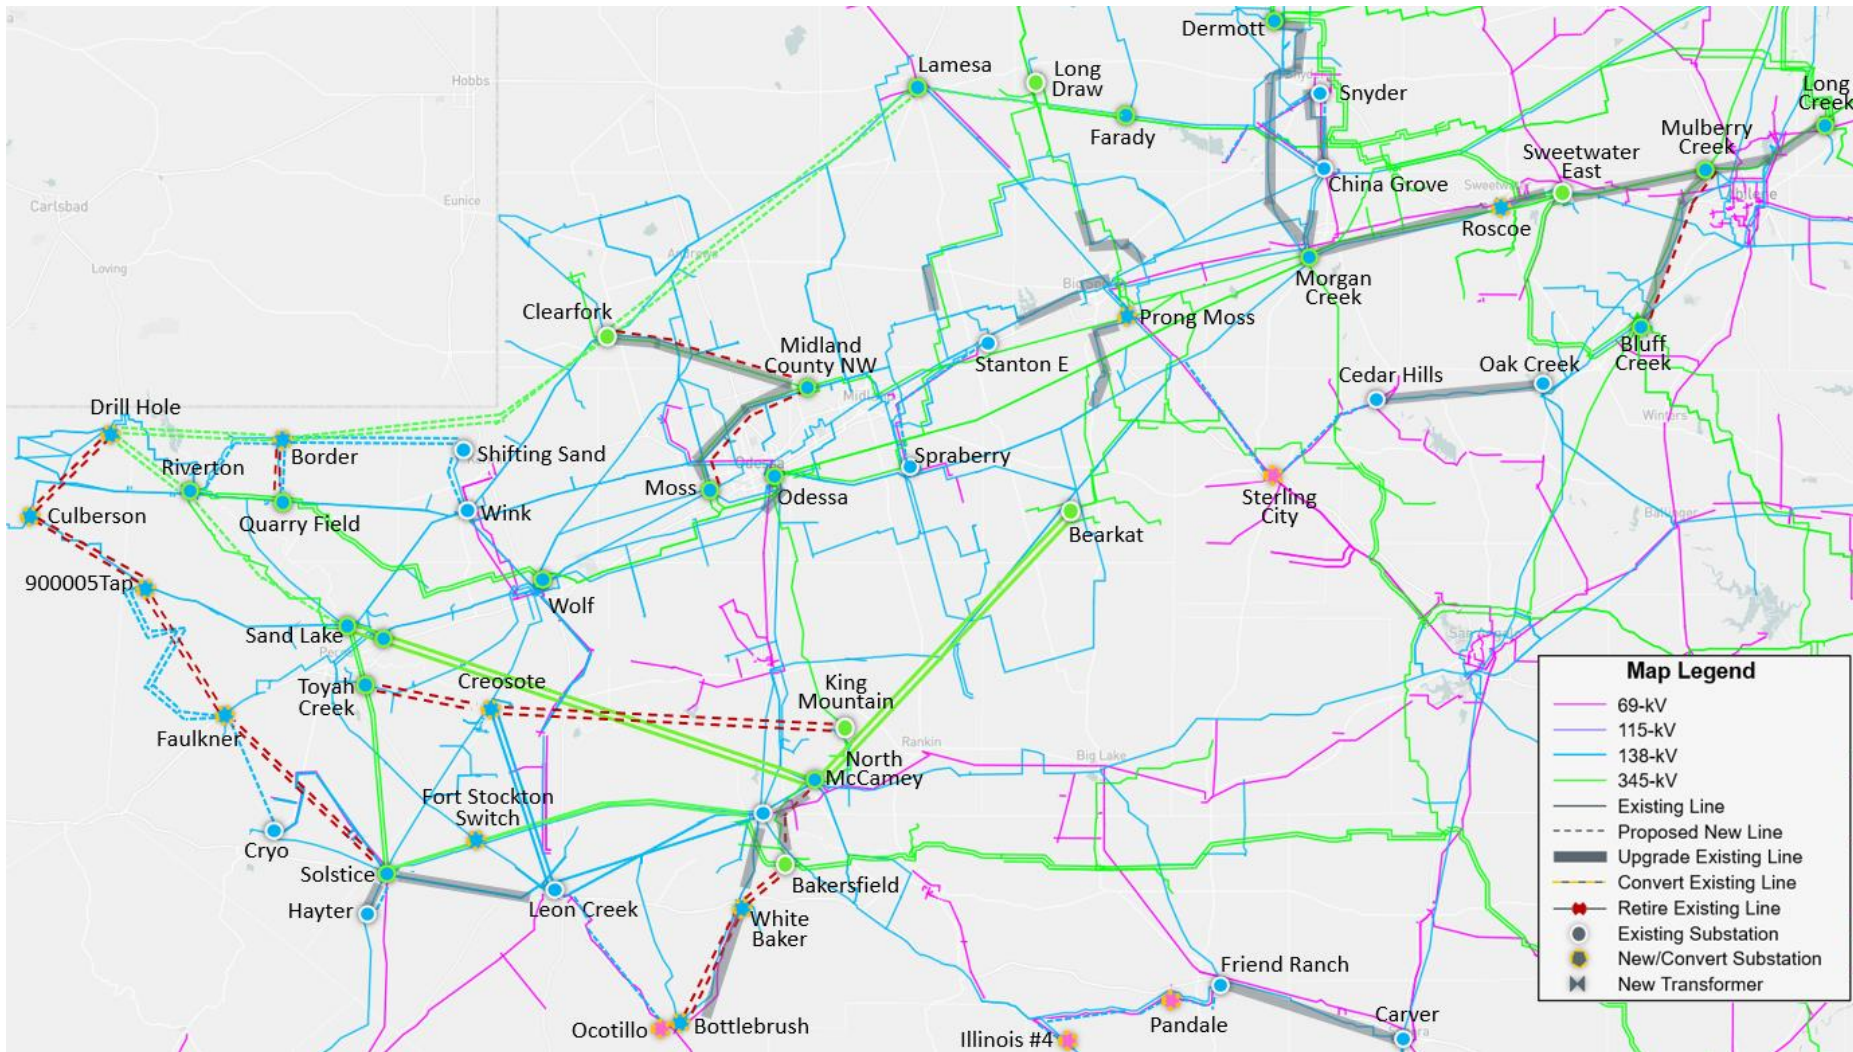 Dermott
Lamesa
Long
Draw
Hobbs
Snyder
Long
Creek
Farady
Mulberry
Creek
Sweetwater
East
China Grove
Carlsbad
Eunice
Roscoe
Loving
Morgan
Creek
Clearfork
Prong Moss
Midland
County NW
Stanton E
Bluff
Creek
Oak Creek
Cedar Hills
Drill Hole
Winters
Border
Shifting Sand
Riverton
Spraberry
Odessa
Moss
Odessa
Sterling
City
Culberson
Quarry Field
Wink
Bearkat
Ballinger
900005Tap
Wolf
Sand Lake
San Angelo
Toyah
Creek
Creosote
King
Mountain
Faulkner
Rankin
Big Lake
North
McCamey
Fort Stockton
Switch
Cryo
Solstice
Bakersfield
Hayter
Leon Creek
White
Baker
Friend Ranch
Ocotillo
Bottlebrush
Pandale
Illinois #4
Carver
Map Legend
69-kV
115-kV
138-kV
345-kV
Existing Line
Proposed New Line
Upgrade Existing Line
Convert Existing Line
Retire Existing Line
Existing Substation
New/Convert Substation
New Transformer